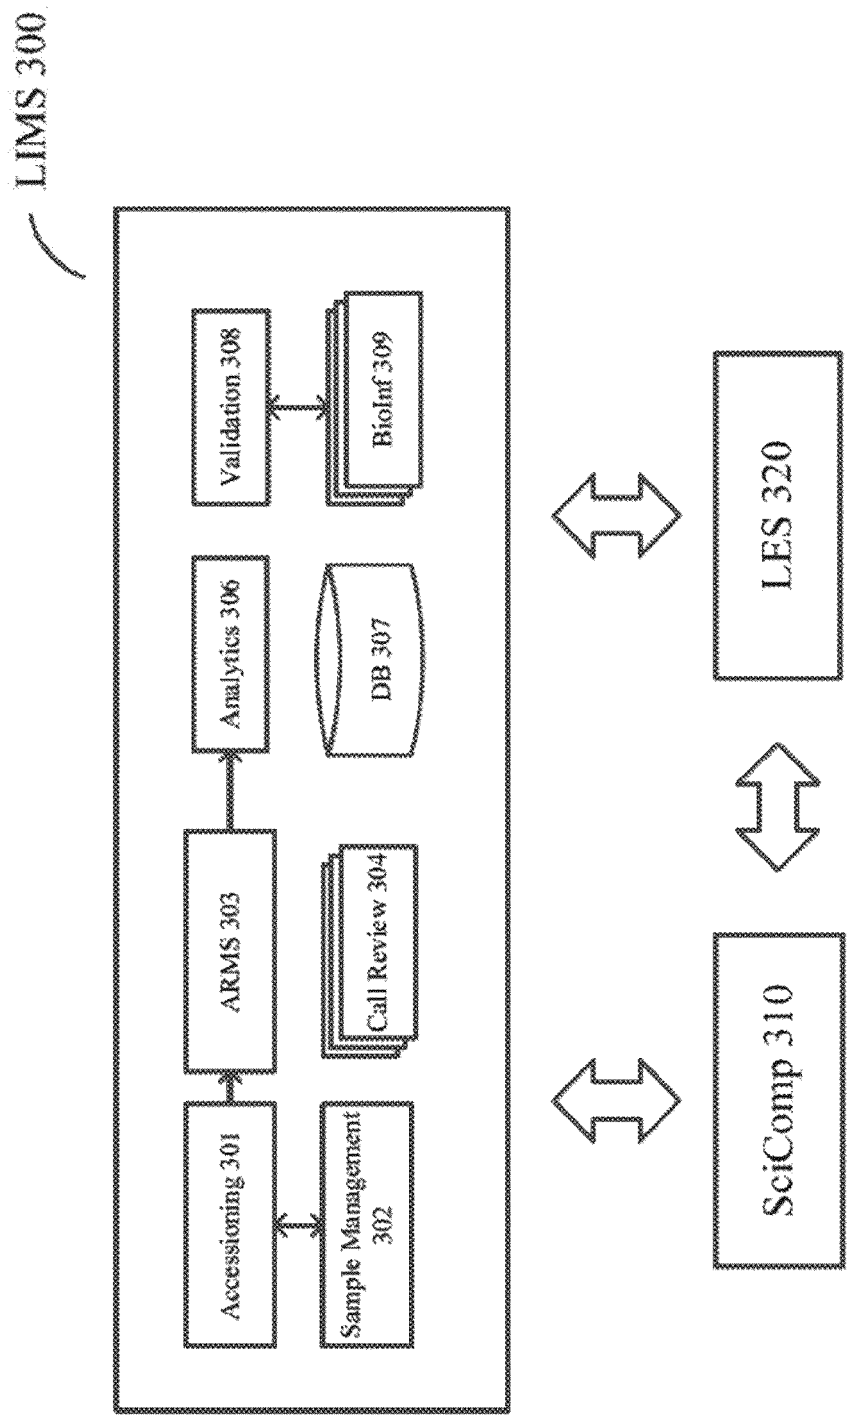 LIMS 300
Accessioning 301
ARMS 303
Analytics 306
Validation 308
Sample Management
302
Call Review 304
DB 307
BioInf 309
SciComp 310
LES 320